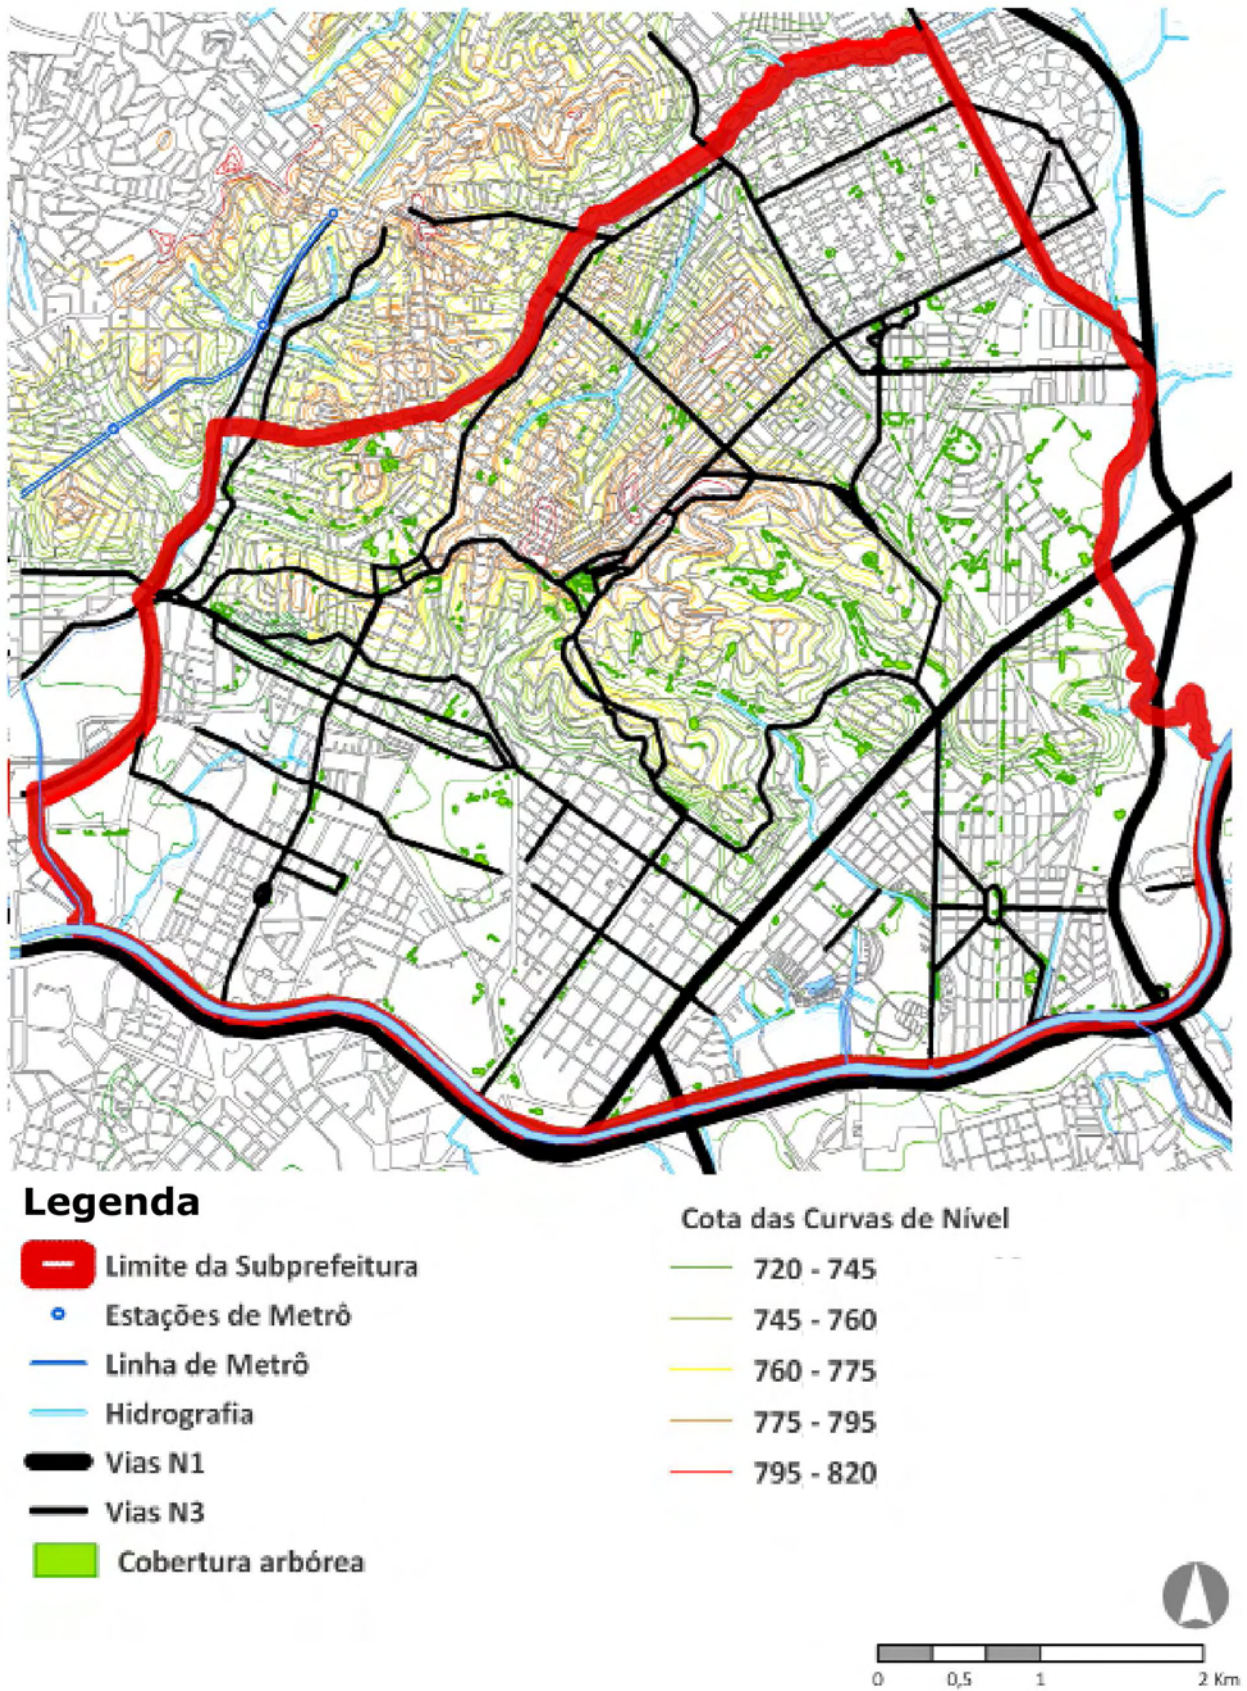 Legenda
Limite da Subprefeitura
Estações de Metrô
Linha de Metrô
Hidrografia
Vias N1
Vias N3
Cobertura arbórea
Cota das Curvas de Nível
720 - 745
745 - 760
760 - 775
775 - 795
795 - 820
0 0,5 1 2 Km